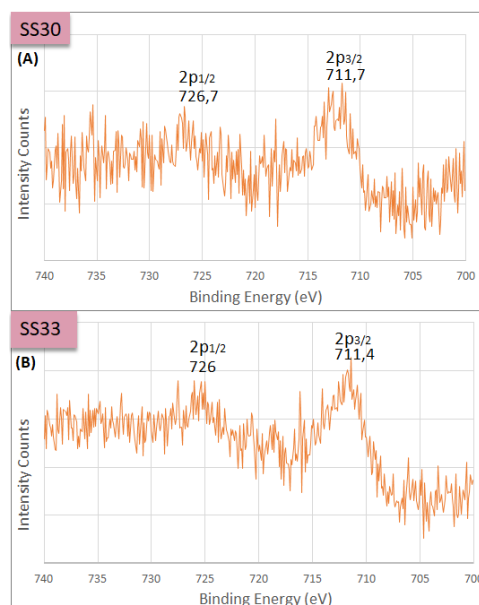 SS30
(A)
2p1/2
726,7
2p3/2
711,7
Intensity Counts
740 735 730 725 720 715 710 705 700
Binding Energy (eV)
SS33
(B)
2p1/2
726
2p3/2
711,4
Intensity Counts
740 735 730 725 720 715 710 705 700
Binding Energy (eV)